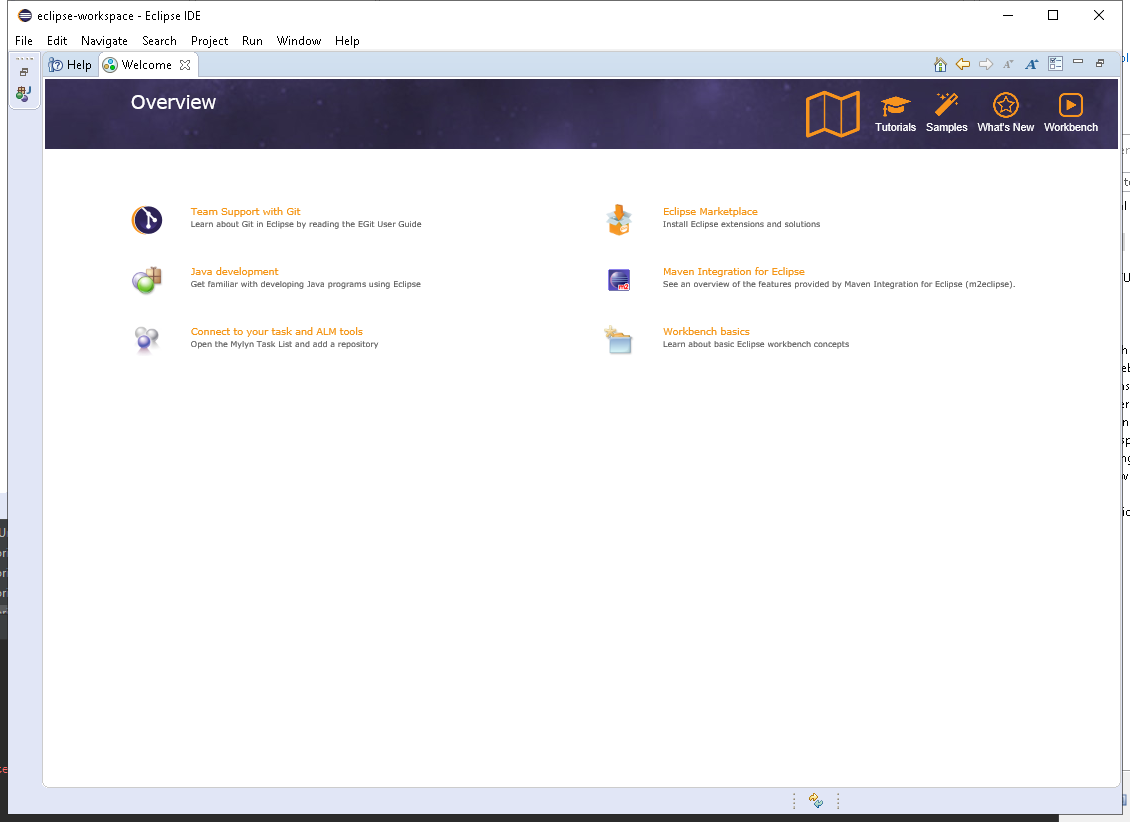 eclipse-workspace - Eclipse IDE
File Edit Navigate Search Project Run Window Help
Help Welcome
Overview
Tutorials Samples What's New Workbench
Team Support with Git
Learn about Git in Eclipse by reading the EGit User Guide
Eclipse Marketplace
Install Eclipse extensions and solutions
Java development
Get familiar with developing Java programs using Eclipse
Maven Integration for Eclipse
See an overview of the features provided by Maven Integration for Eclipse (m2eclipse).
Connect to your task and ALM tools
Open the Mylyn Task List and add a repository
Workbench basics
Learn about basic Eclipse workbench concepts